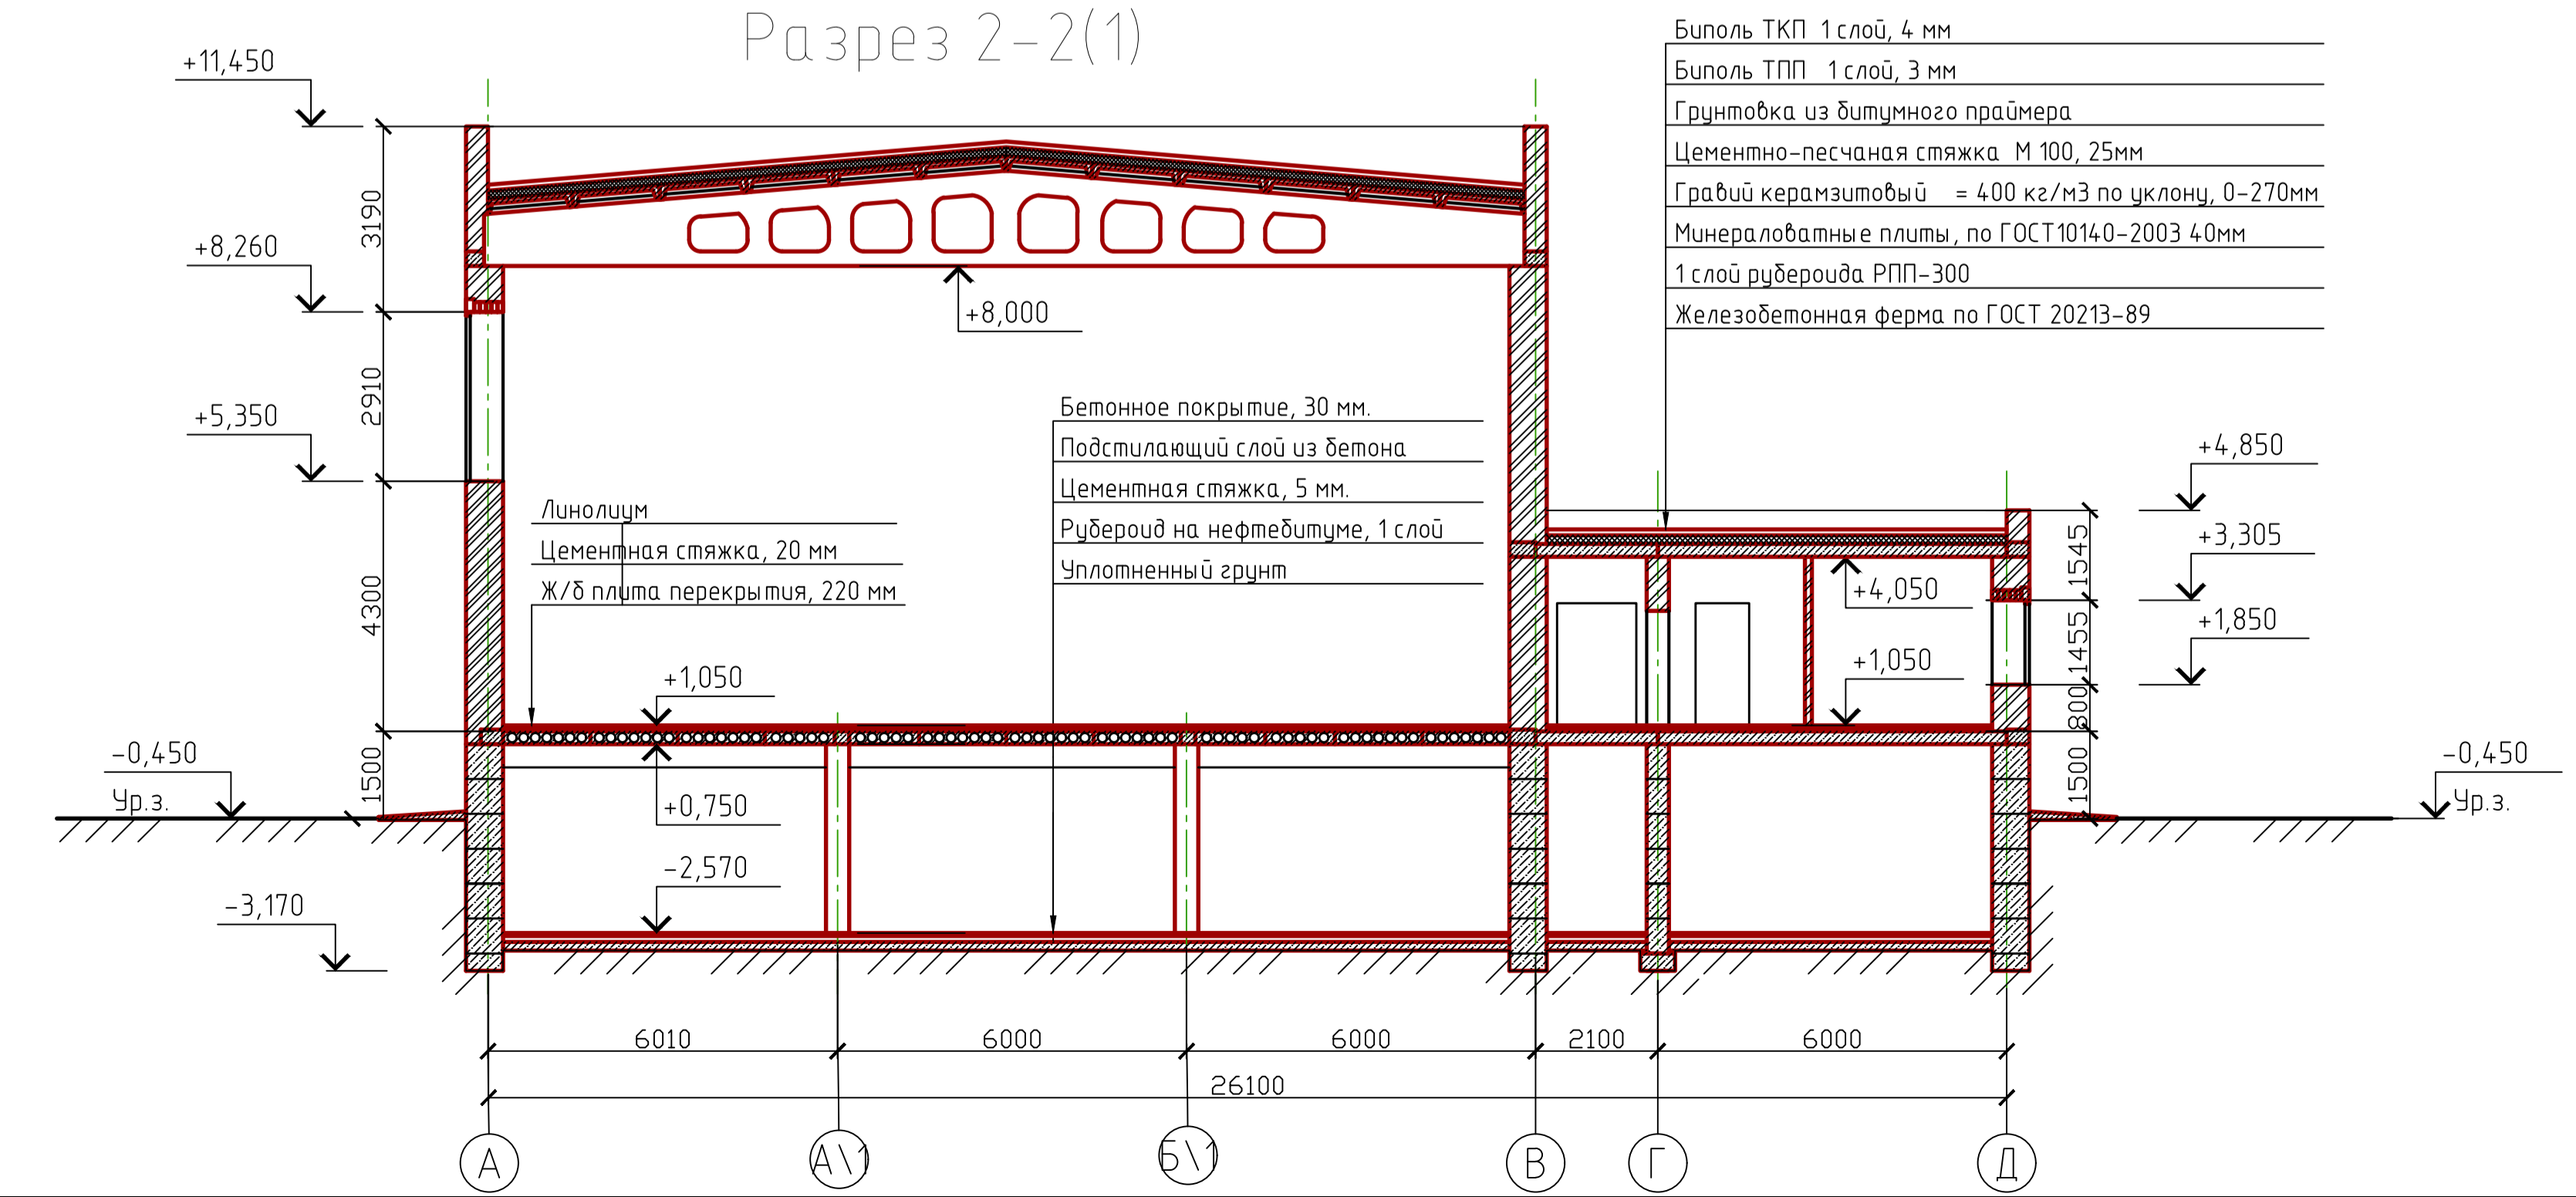 Разрез 2-2(1)
Биполь ТКП 1 слой, 4 мм
Биполь ТПП 1 слой, 3 мм
Грунтовка из битумного праймера
Цементно-песчаная стяжка М 100, 25мм
Гравий керамзитовый = 400 кг/м3 по уклону, 0-270мм
Минераловатные плиты, по ГОСТ10140-2003 40мм
1 слой рубероида РПП-300
Железобетонная ферма по ГОСТ 20213-89
+11,450
3190
+8,260
+8,000
2910
+5,350
Бетонное покрытие, 30 мм.
Подстилающий слой из бетона
Цементная стяжка, 5 мм.
Рубероид на нефтебитуме, 1 слой
Уплотненный грунт
Линолиум
Цементная стяжка, 20 мм
Ж/б плита перекрытия, 220 мм
4300
+4,850
1545
+3,305
+4,050
1455
+1,850
+1,050
+1,050
800
-0,450
Ур.з.
1500
+0,750
1500
-0,450
Ур.з.
-2,570
-3,170
6010
6000
6000
2100
6000
26100
А
А\1
Б\1
В
Г
Д